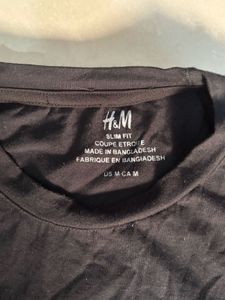 H&M
SLIM FIT
COUPE ETROITE
MADE IN BANGLADESH
FABRIQUE EN BANGLADESH
US M CA M